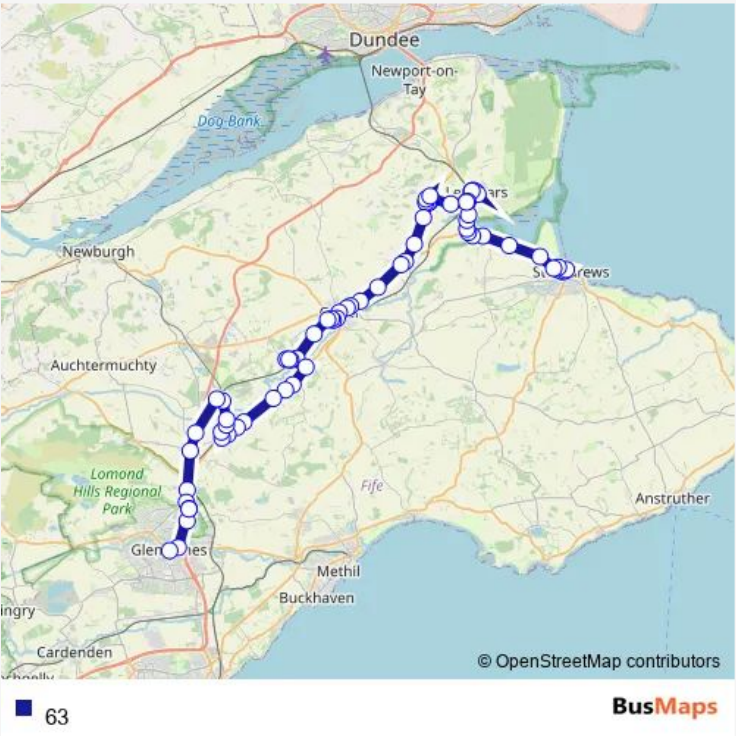 Dundee
Newport-on-
Tay
Dog Bank
Newburgh
Auchtermuchty
Lomond
Hills Regional
Park
Fife
Anstruther
Methil
Buckhaven
Cardenden
© OpenStreetMap contributors
63
BusMaps